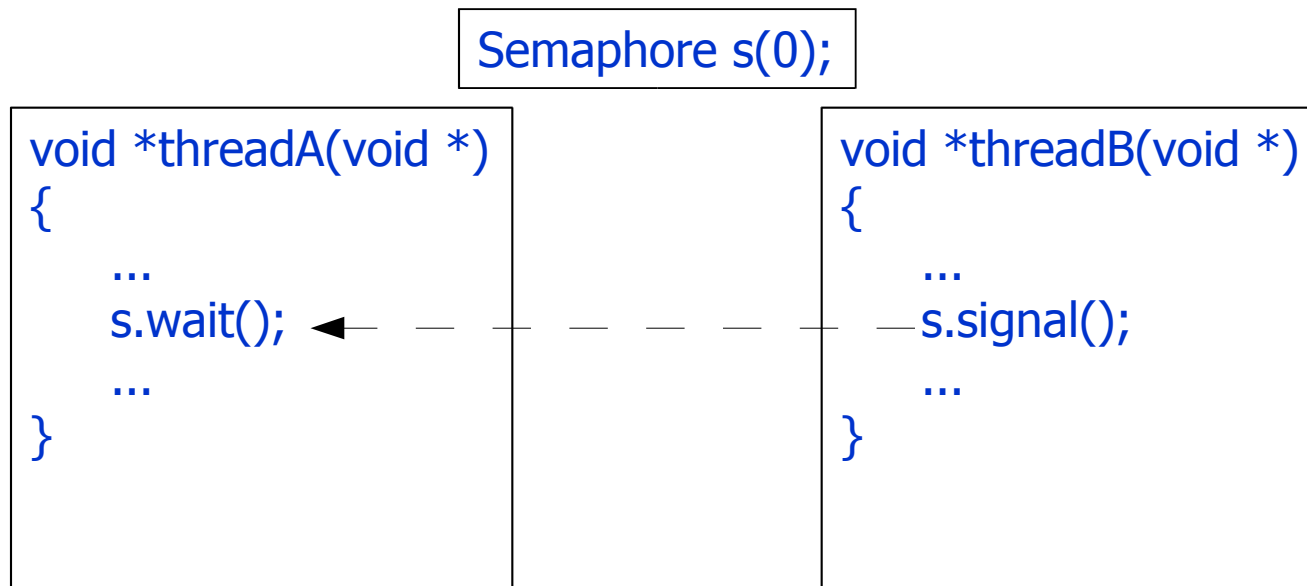 Semaphore s(0);
void *threadA(void *)
{
...
s.wait();
...
}
void *threadB(void *)
{
...
s.signal();
...
}